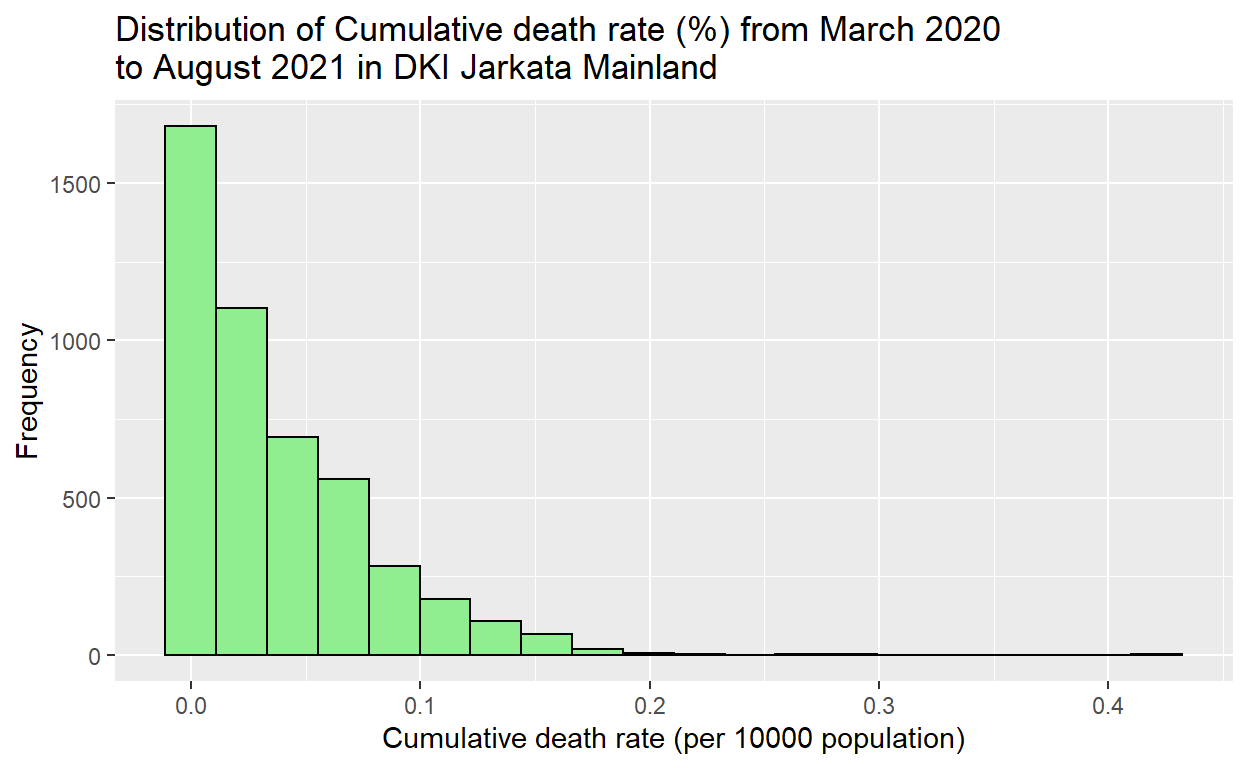 Distribution of Cumulative death rate (%) from March 2020
to August 2021 in DKI Jarkata Mainland
Frequency
1500
1000
500
0
0.0 0.1 0.2 0.3 0.4
Cumulative death rate (per 10000 population)